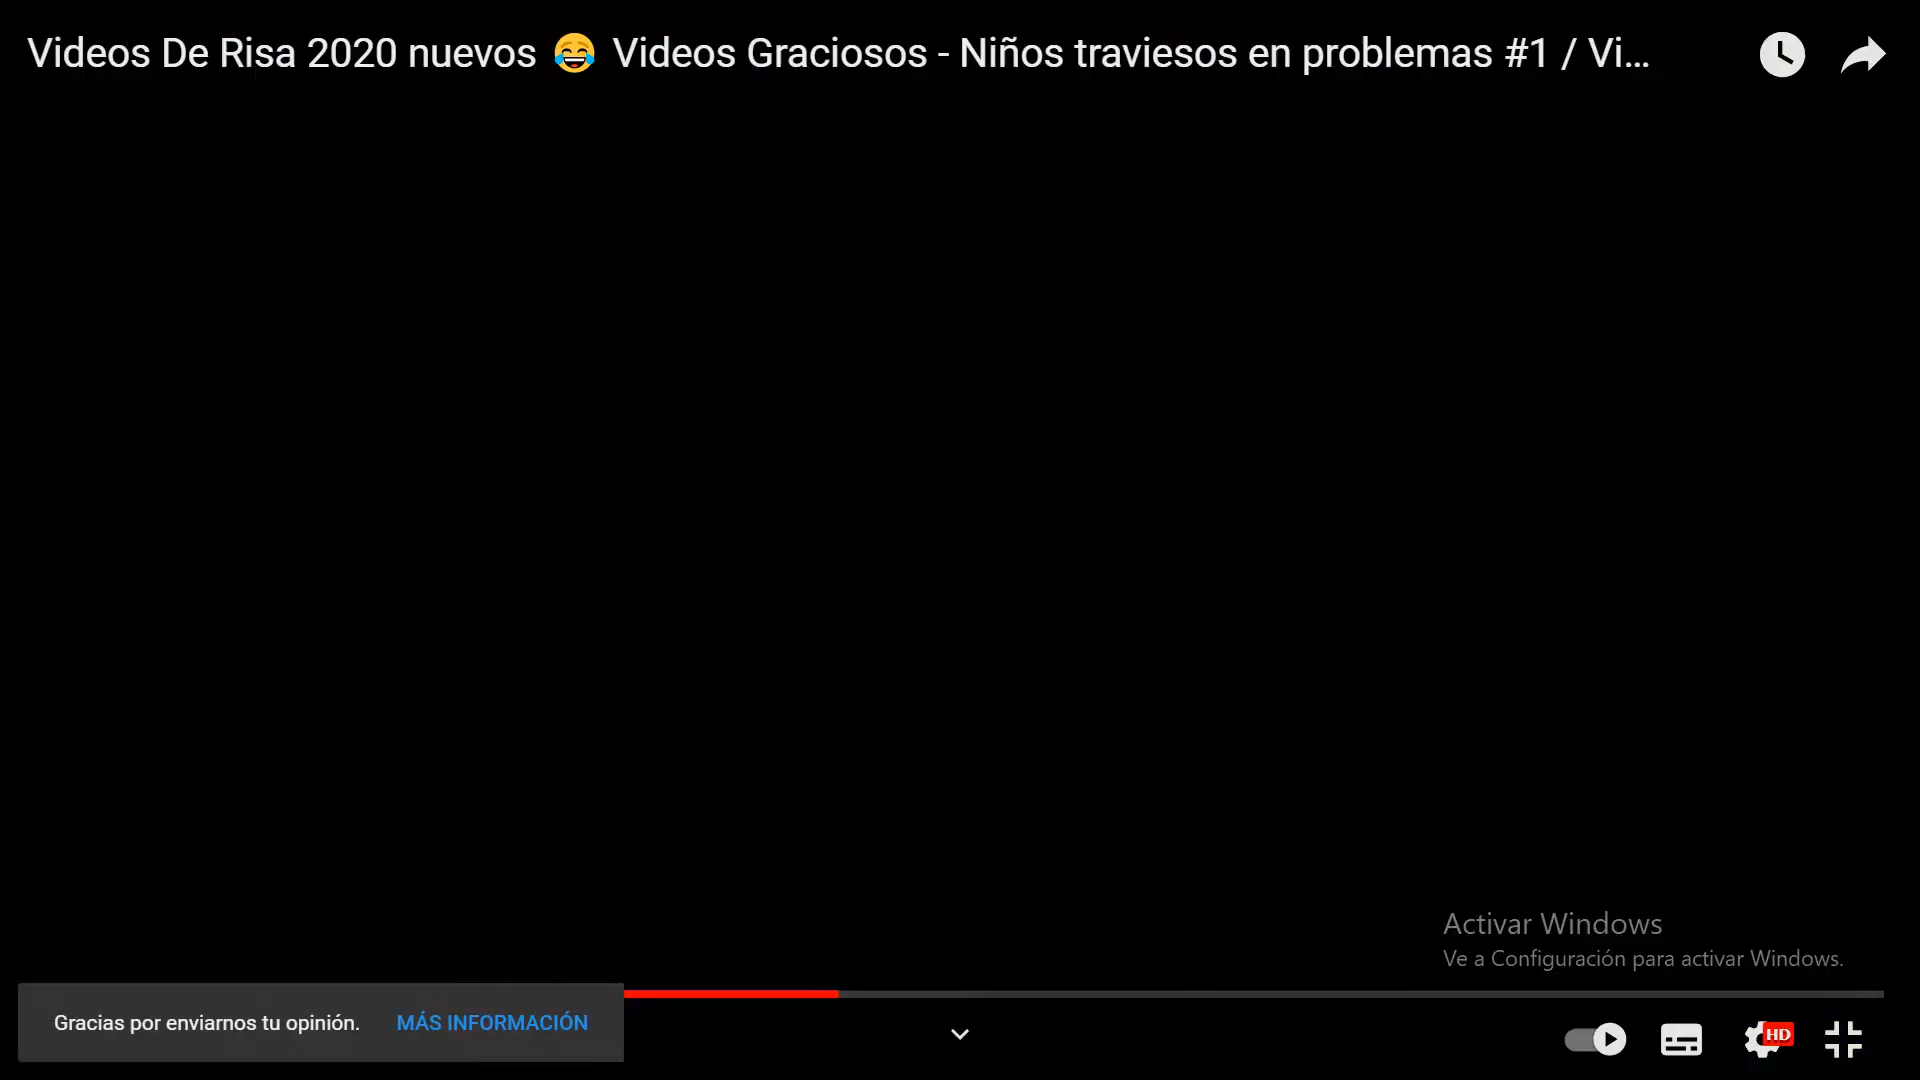 Videos De Risa 2020 nuevos 😂 Videos Graciosos - Niños traviesos en problemas #1 / Vi...
Activar Windows
Ve a Configuración para activar Windows.
Gracias por enviarnos tu opinión. MÁS INFORMACIÓN
HD